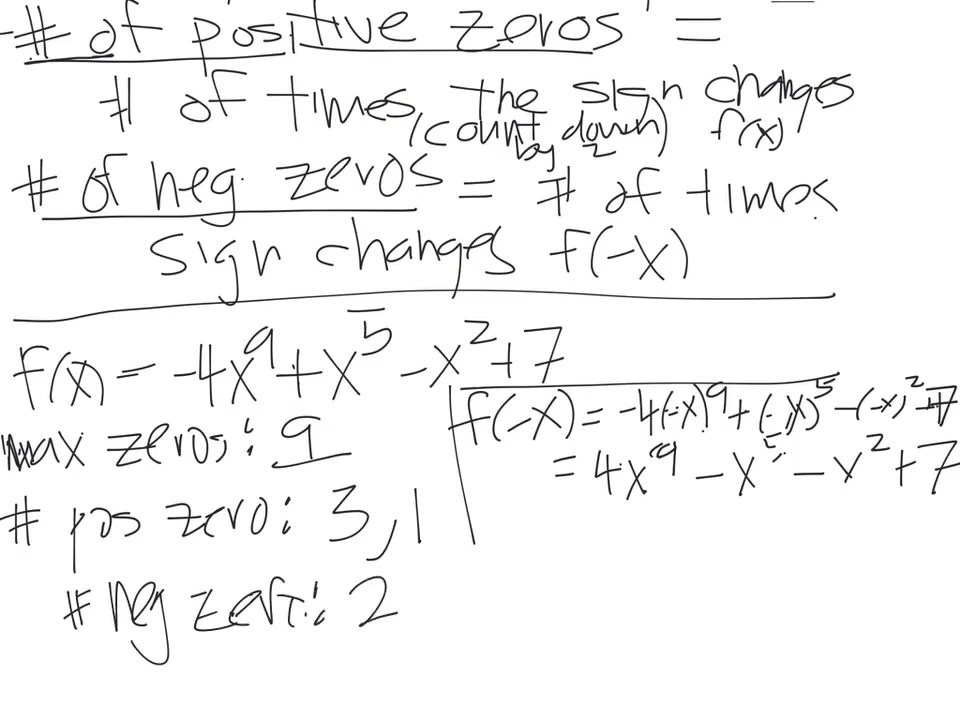 # of positive zeros =
# of times the sign changes
(count down) f(x)
by 2
# of neg. zeros = # of times
sign changes f(-x)
f(x) = -4x^9 + x^5 - x^2 + 7
f(-x) = -4(-x)^9 + (-x)^5 - (-x)^2 + 7
max zeros: 9
= 4x^9 - x^5 - x^2 + 7
# pos zero: 3, 1
# neg zero: 2